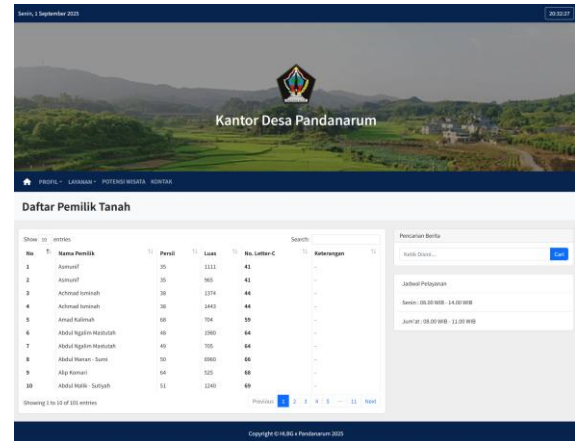 Senin, 1 September 2025
20:32:27
Kantor Desa Pandanarum
PROFIL LAYANAN POTENSI WISATA KONTAK
Daftar Pemilik Tanah
Show 10 entries
Search:
No Nama Pemilik Persil Luas No. Letter-C Keterangan
1 Asmunif 35 1111 41 -
2 Asmunif 35 965 41 -
3 Achmad Isminah 38 1374 44 -
4 Achmad Isminah 38 1443 44 -
5 Amad Kalimah 68 704 59 -
6 Abdul Ngalim Mastutah 46 1980 64 -
7 Abdul Ngalim Mastutah 49 705 64 -
8 Abdul Manan - Sumi 50 6960 66 -
9 Alip Komari 64 525 68 -
10 Abdul Malik - Sutiyah 51 1240 69 -
Showing 1 to 10 of 103 entries
Previous 1 2 3 4 5 ... 11 Next
Pencarian Berita
Ketik Disini...
Cari
Jadwal Pelayanan
Senin : 08.00 WIB - 14.00 WIB
Jum'at : 08.00 WIB - 11.00 WIB
Copyright © HLBG x Pandanarum 2025